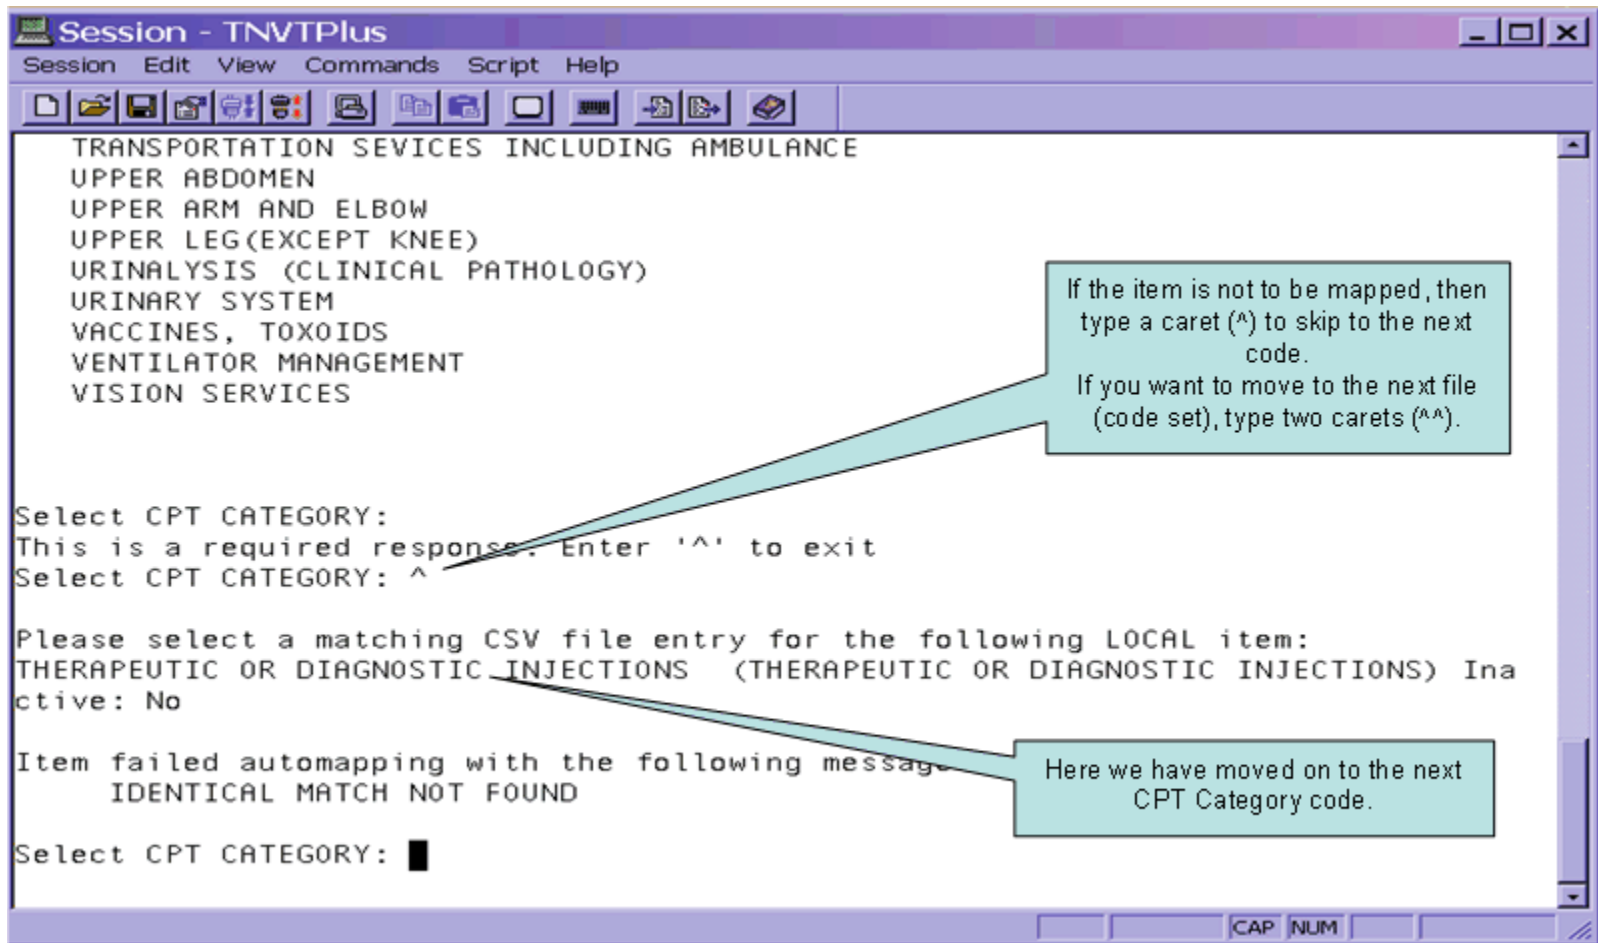 Session - TNVTPlus
Session Edit View Commands Script Help
TRANSPORTATION SEVICES INCLUDING AMBULANCE
UPPER ABDOMEN
UPPER ARM AND ELBOW
UPPER LEG(EXCEPT KNEE)
URINALYSIS (CLINICAL PATHOLOGY)
URINARY SYSTEM
VACCINES, TOXOIDS
VENTILATOR MANAGEMENT
VISION SERVICES
If the item is not to be mapped, then
type a caret (^) to skip to the next
code.
If you want to move to the next file
(code set), type two carets (^^).
Select CPT CATEGORY:
This is a required response. Enter '^' to exit
Select CPT CATEGORY: ^
Please select a matching CSV file entry for the following LOCAL item:
THERAPEUTIC OR DIAGNOSTIC INJECTIONS (THERAPEUTIC OR DIAGNOSTIC INJECTIONS) Ina
ctive: No
Item failed automapping with the following message
IDENTICAL MATCH NOT FOUND
Here we have moved on to the next
CPT Category code.
Select CPT CATEGORY:
CAP NUM